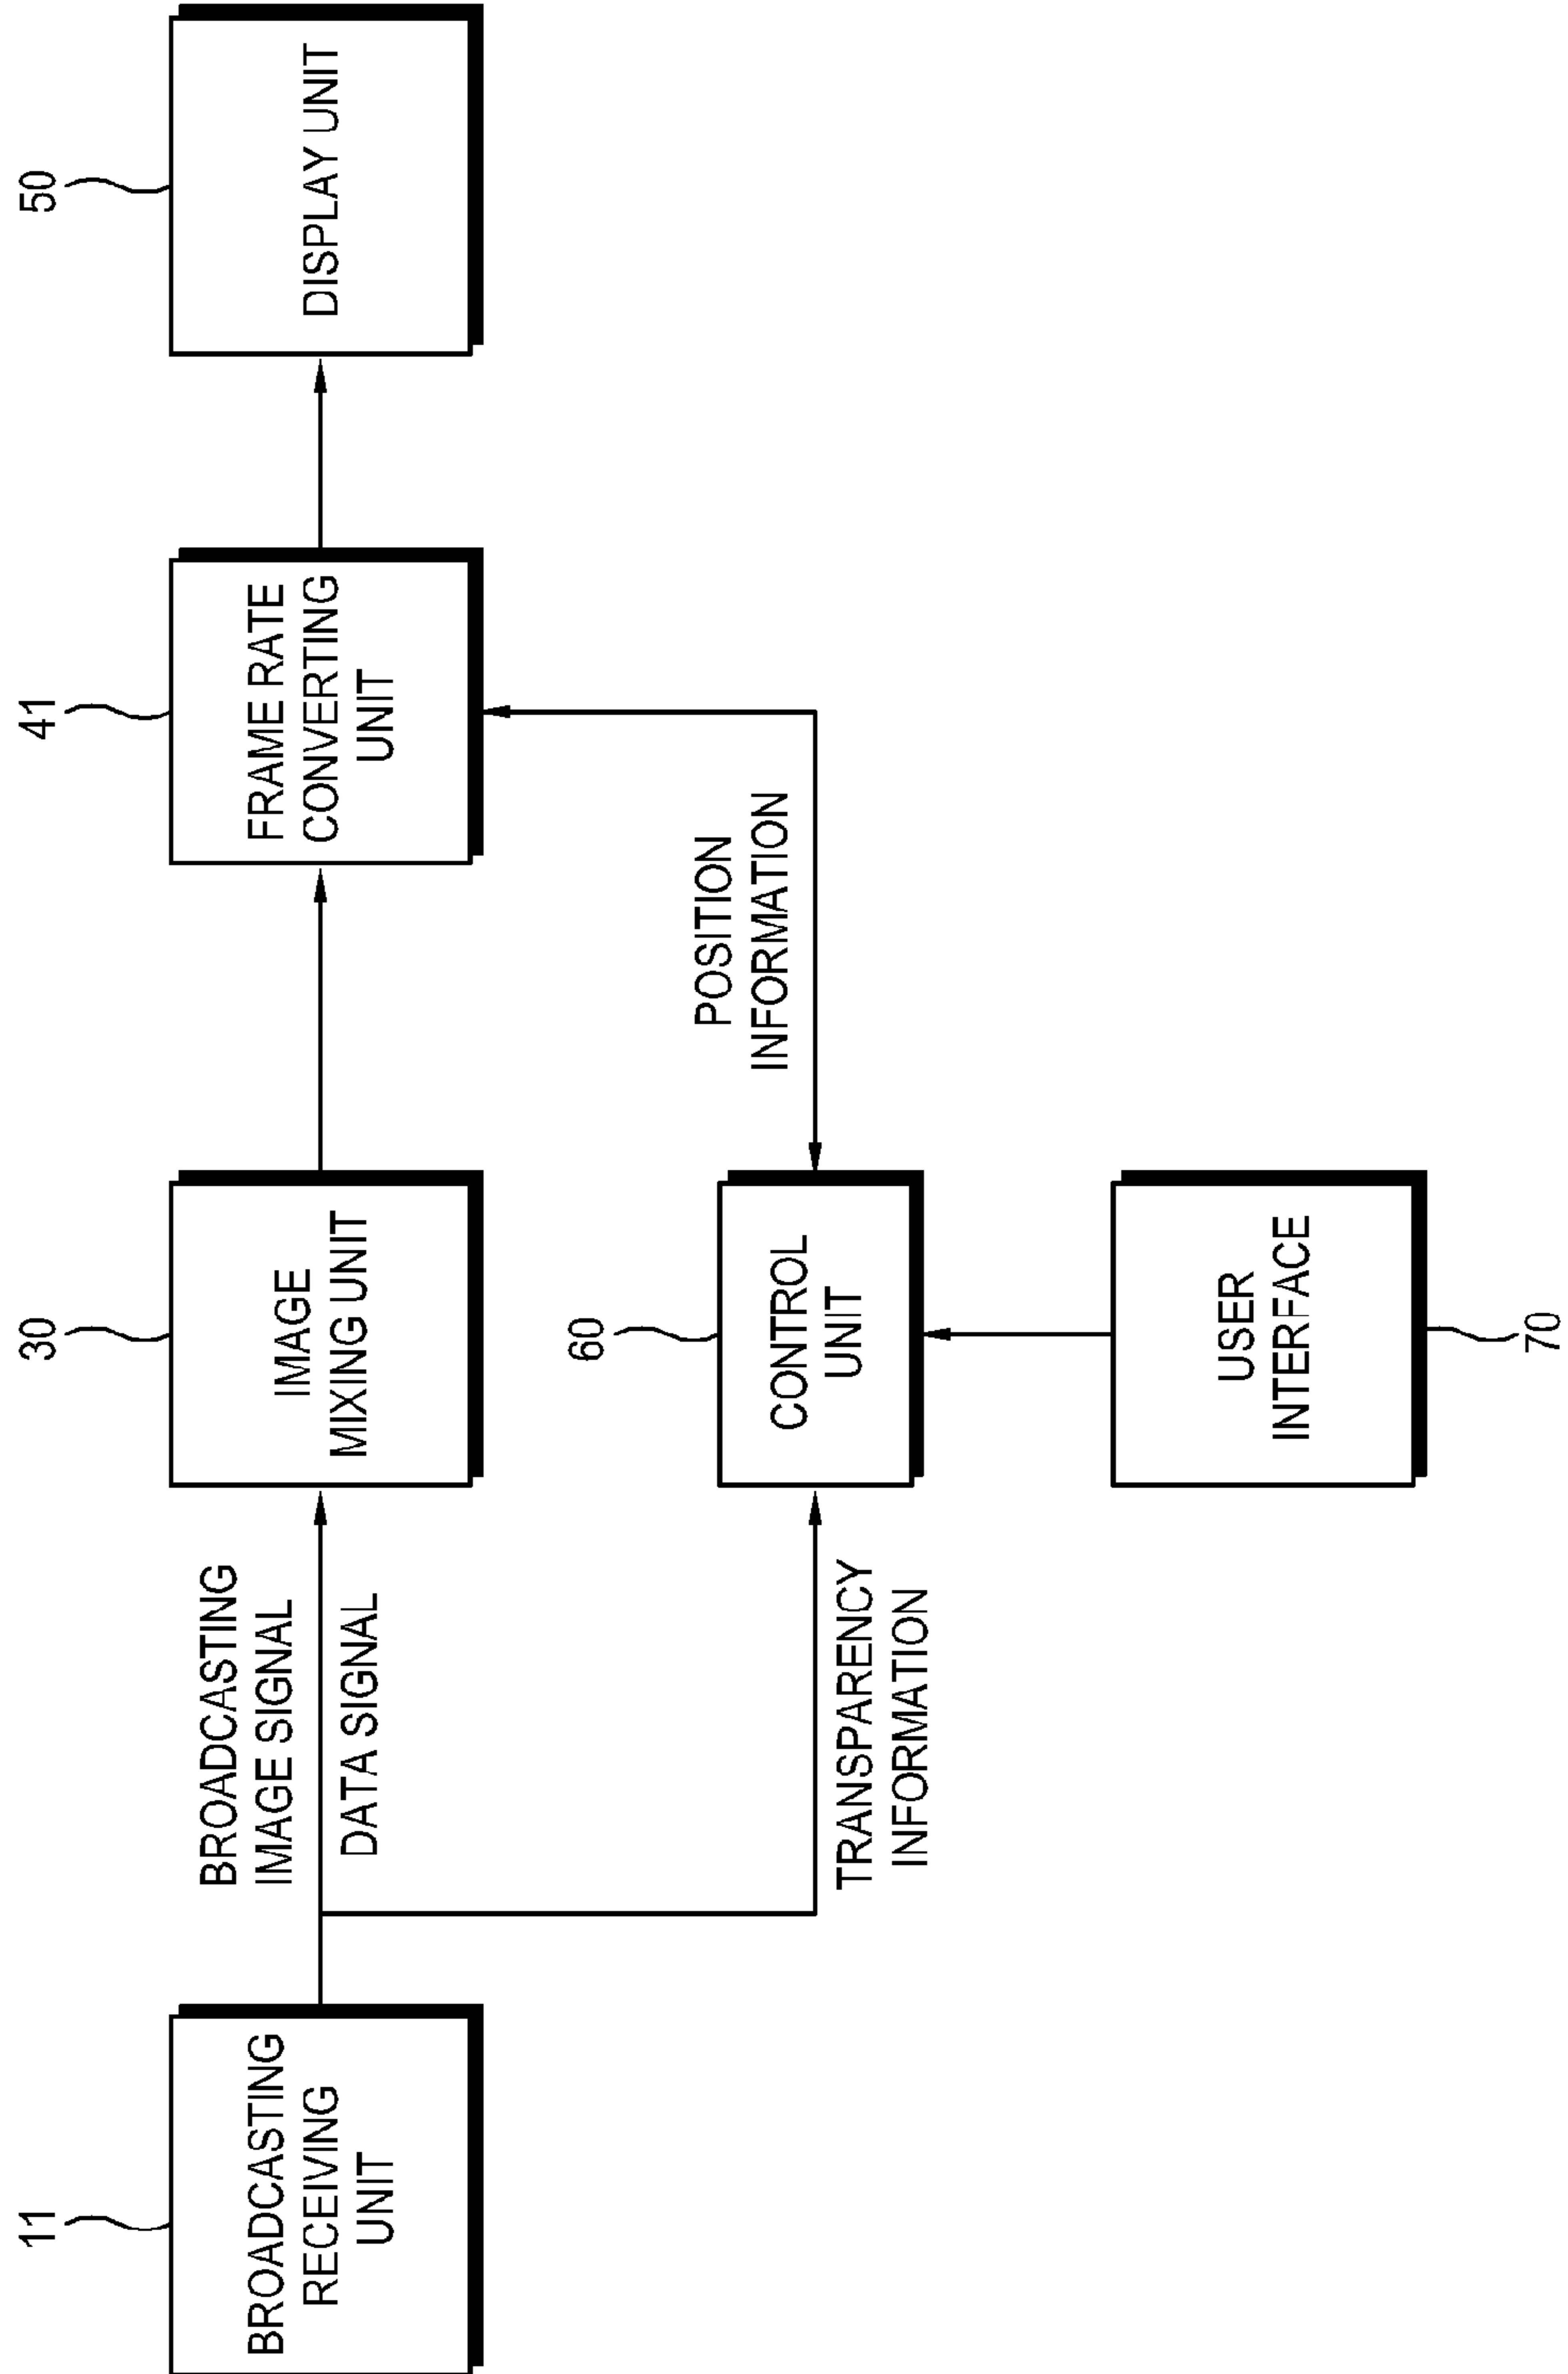 11
30
41
50
BROADCASTING
RECEIVING
UNIT
BROADCASTING
IMAGE SIGNAL
DATA SIGNAL
IMAGE
MIXING UNIT
FRAME RATE
CONVERTING
UNIT
DISPLAY UNIT
60
POSITION
INFORMATION
TRANSPARENCY
INFORMATION
CONTROL
UNIT
USER
INTERFACE
70